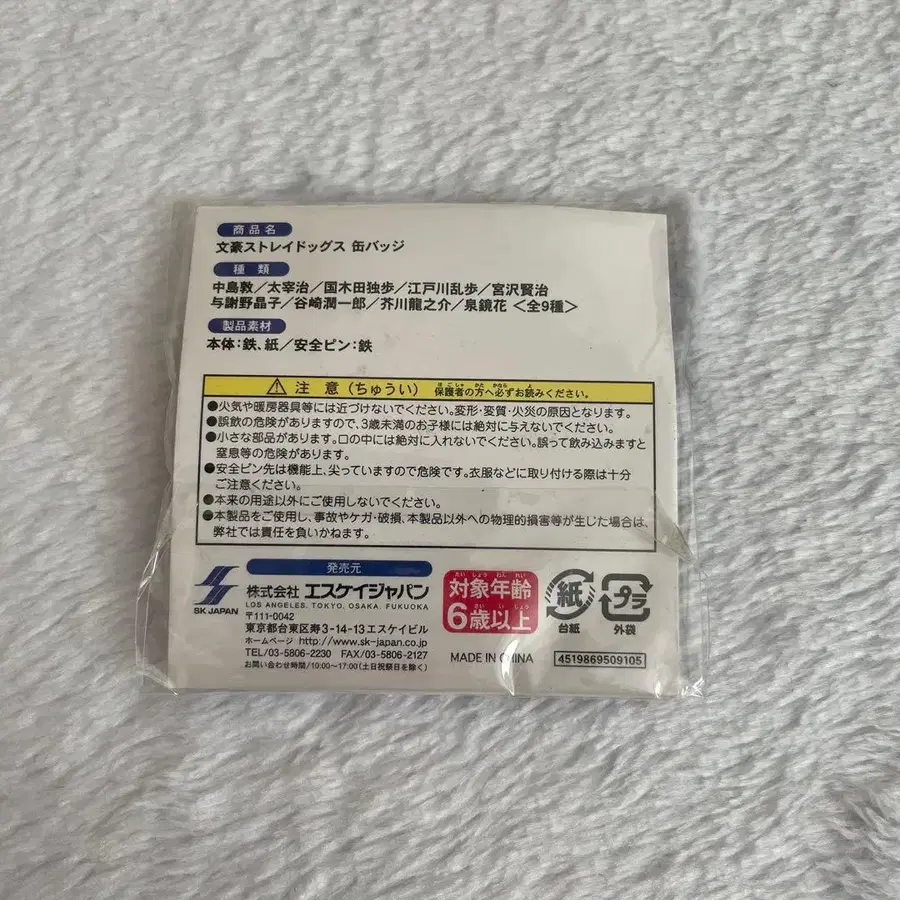 商品名
文豪ストレイドッグス 缶バッジ
種類
中島敦／太宰治／国木田独歩／江戸川乱歩／宮沢賢治
与謝野晶子／谷崎潤一郎／芥川龍之介／泉鏡花 ＜全9種＞
製品素材
本体:鉄、紙／安全ピン:鉄
注意(ちゅうい) 保護者の方へ必ずお読みください。
●火気や暖房器具等には近づけないでください。変形・変質・火災の原因となります。
●誤飲の危険がありますので、3歳未満のお子様には絶対に与えないでください。
●小さな部品があります。口の中には絶対に入れないでください。誤って飲み込みますと
窒息等の危険があります。
●安全ピン先は機能上、尖っていますので危険です。衣服などに取り付ける際は十分
ご注意ください。
●本来の用途以外にご使用しないでください。
●本製品をご使用し、事故やケガ・破損、本製品以外への物理的損害等が生じた場合は、
弊社では責任を負いかねます。
発売元
SK JAPAN
株式会社 エスケイジャパン
LOS ANGELES. TOKYO. OSAKA. FUKUOKA
〒111-0042
東京都台東区寿3-14-13エスケイビル
ホームページ http://www.sk-japan.co.jp
TEL/03-5806-2230 FAX/03-5806-2127
お問い合わせ時間/10:00〜17:00(土日祝祭日を除く)
たいしょうねんれい
対象年齢
さいいじょう
6歳以上
MADE IN CHINA
紙
台紙
プラ
外袋
4519869509105